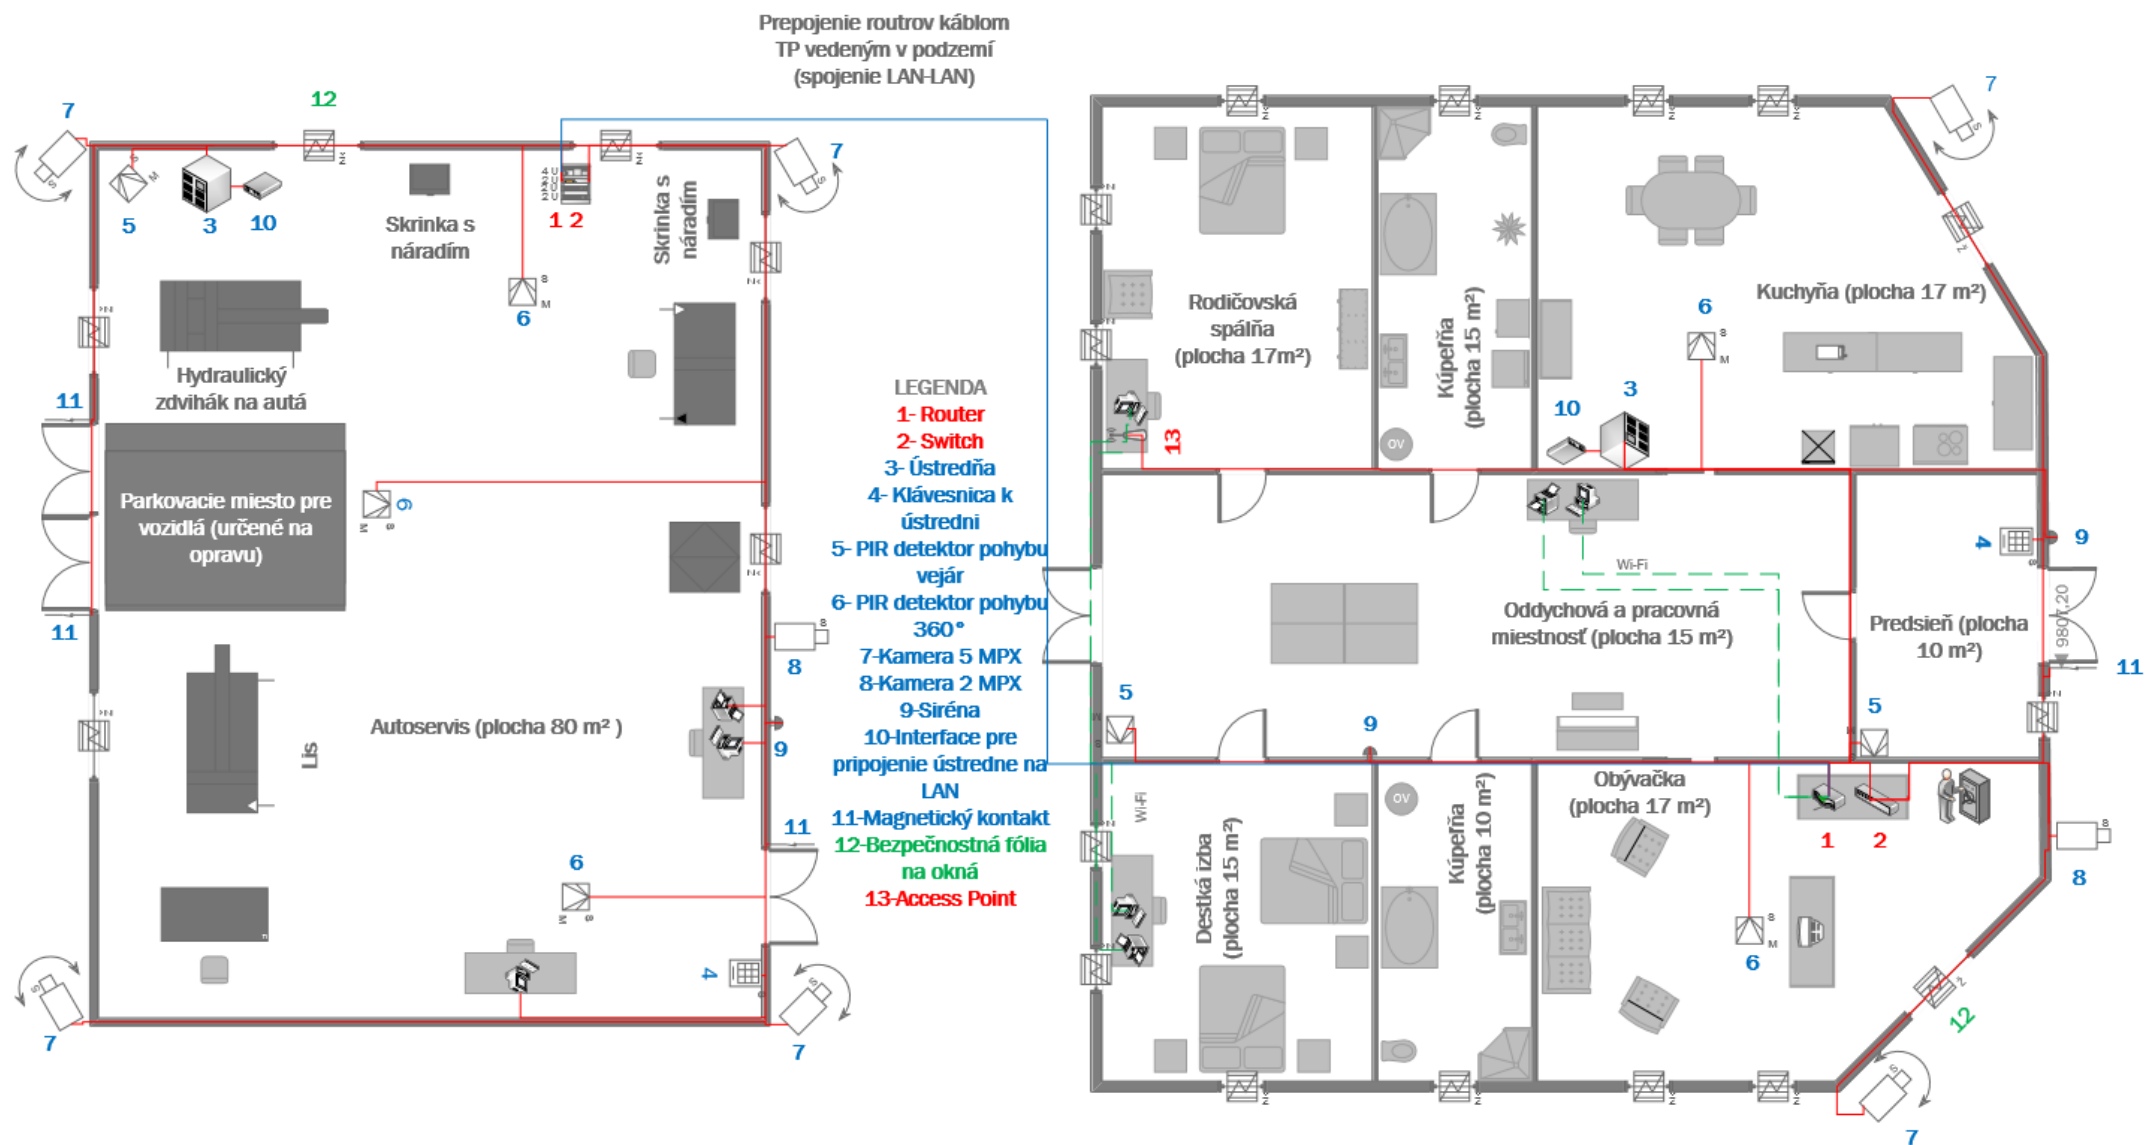 Prepojenie routrov káblom
TP vedeným v podzemí
(spojenie LAN-LAN)
7
12
7
7
5
3
10
4 U
2 U
1 2
Skrinka s
náradím
Skrinka s
náradím
6
Hydraulický
zdvihák na autá
11
Parkovacie miesto pre
vozidlá (určené na
opravu)
6
11
Autoservis (plocha 80 m² )
Lis
8
9
11
6
4
7
7
LEGENDA
1- Router
2- Switch
3- Ústredňa
4- Klávesnica k
ústredni
5- PIR detektor pohybu
vejár
6- PIR detektor pohybu
360°
7-Kamera 5 MPX
8-Kamera 2 MPX
9-Siréna
10-Interface pre
pripojenie ústredne na
LAN
11-Magnetický kontakt
12-Bezpečnostná fólia
na okná
13-Access Point
Rodičovská
spálňa
(plocha 17m²)
Kúpeľňa
(plocha 15 m²)
OV
Kuchyňa (plocha 17 m²)
6
10
3
13
4
9
Wi-Fi
Oddychová a pracovná
miestnosť (plocha 15 m²)
Predsieň (plocha
10 m²)
9807,20
11
5
9
5
Wi-Fi
Destká izba
(plocha 15 m²)
OV
Kúpeľňa
(plocha 10 m²)
Obývačka
(plocha 17 m²)
1
2
8
6
12
7